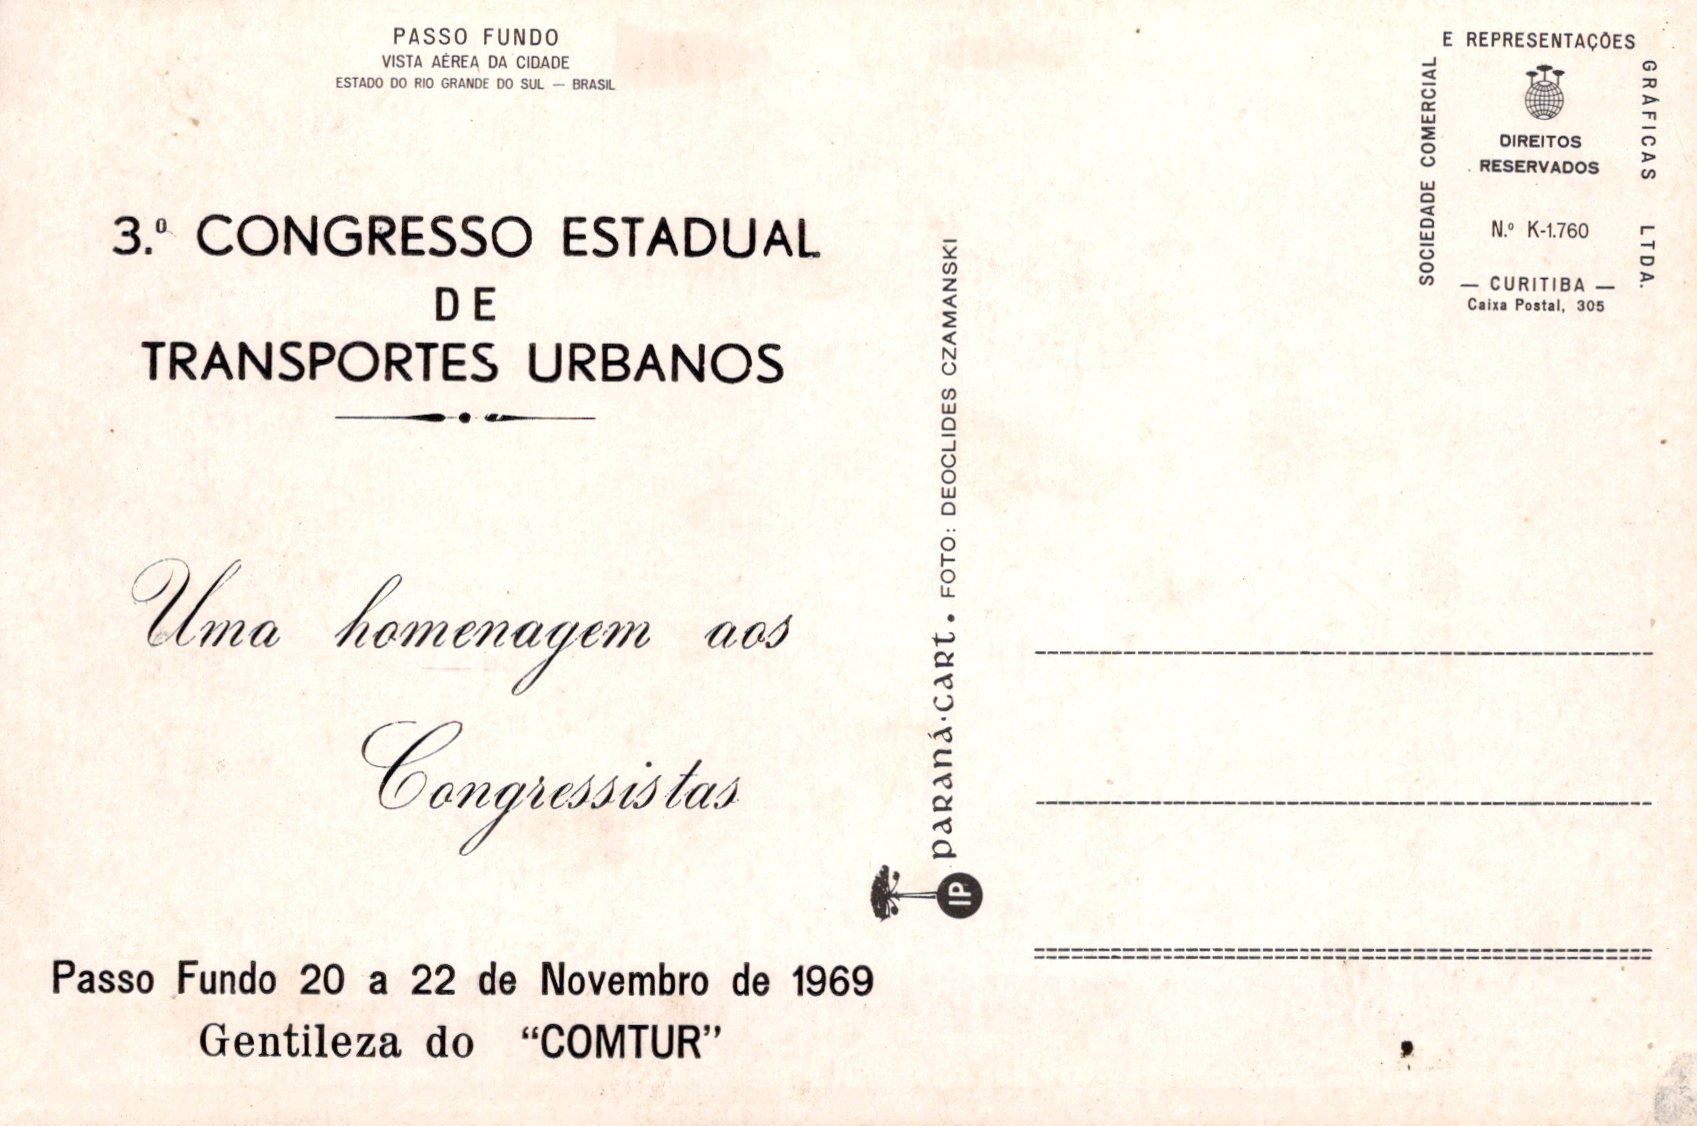 PASSO FUNDO
VISTA AÉREA DA CIDADE
ESTADO DO RIO GRANDE DO SUL — BRASIL
3.º CONGRESSO ESTADUAL
DE
TRANSPORTES URBANOS
Uma homenagem aos
Congressistas
Passo Fundo 20 a 22 de Novembro de 1969
Gentileza do "COMTUR"
paraná·cart. FOTO: DEOCLIDES CZAMANSKI
IP
SOCIEDADE COMERCIAL
E REPRESENTAÇÕES
GRÁFICAS LTDA.
DIREITOS
RESERVADOS
N.º K-1.760
— CURITIBA —
Caixa Postal, 305